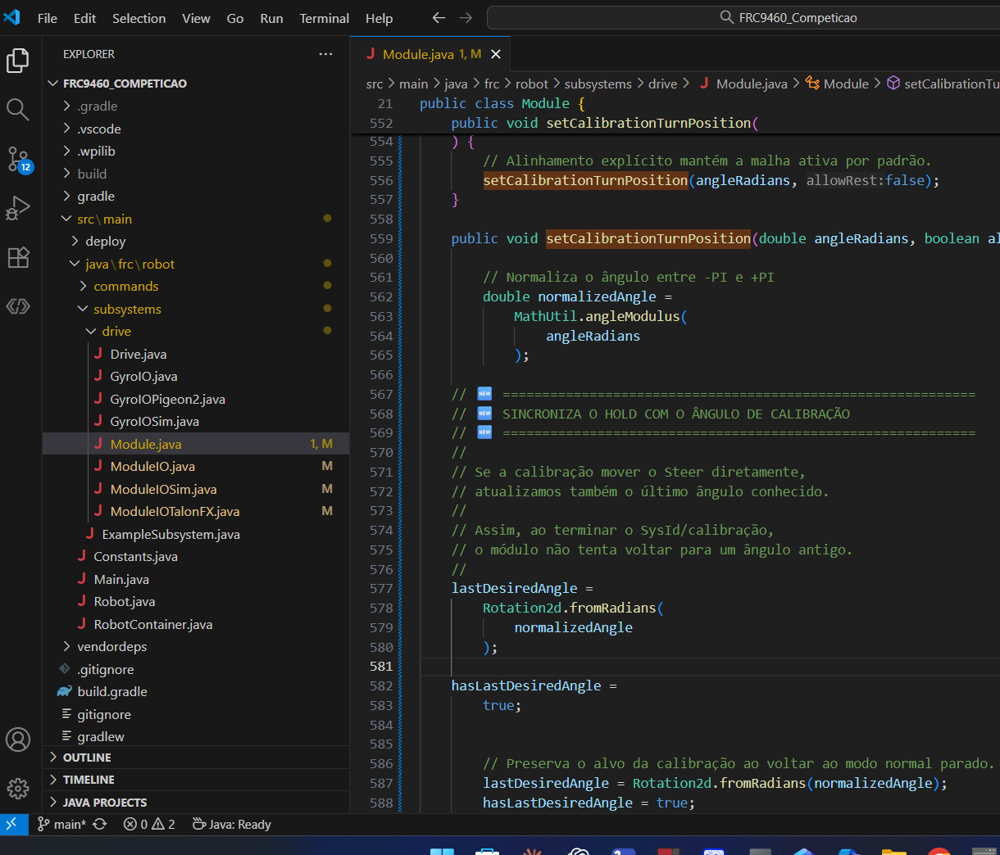 File Edit Selection View Go Run Terminal Help
FRC9460_Competicao
EXPLORER
FRC9460_COMPETICAO
.gradle
.vscode
.wpilib
build
gradle
src\main
deploy
java\frc\robot
commands
subsystems
drive
Drive.java
GyroIO.java
GyroIOPigeon2.java
GyroIOSim.java
Module.java 1, M
ModuleIO.java M
ModuleIOSim.java M
ModuleIOTalonFX.java M
ExampleSubsystem.java
Constants.java
Main.java
Robot.java
RobotContainer.java
vendordeps
.gitignore
build.gradle
gitignore
gradlew
OUTLINE
TIMELINE
JAVA PROJECTS
12
Module.java 1, M
src > main > java > frc > robot > subsystems > drive > Module.java > Module > setCalibrationTu
21 public class Module {
552 public void setCalibrationTurnPosition(
554 ) {
555 // Alinhamento explícito mantém a malha ativa por padrão.
556 setCalibrationTurnPosition(angleRadians, allowRest:false);
557 }
558
559 public void setCalibrationTurnPosition(double angleRadians, boolean al
560
561 // Normaliza o ângulo entre -PI e +PI
562 double normalizedAngle =
563 MathUtil.angleModulus(
564 angleRadians
565 );
566
567 // 🆕 ============================================================
568 // 🆕 SINCRONIZA O HOLD COM O ÂNGULO DE CALIBRAÇÃO
569 // 🆕 ============================================================
570 //
571 // Se a calibração mover o Steer diretamente,
572 // atualizamos também o último ângulo conhecido.
573 //
574 // Assim, ao terminar o SysId/calibração,
575 // o módulo não tenta voltar para um ângulo antigo.
576 //
577 lastDesiredAngle =
578 Rotation2d.fromRadians(
579 normalizedAngle
580 );
581
582 hasLastDesiredAngle =
583 true;
584
585
586 // Preserva o alvo da calibração ao voltar ao modo normal parado.
587 lastDesiredAngle = Rotation2d.fromRadians(normalizedAngle);
588 hasLastDesiredAngle = true;
main* 0 2 Java: Ready